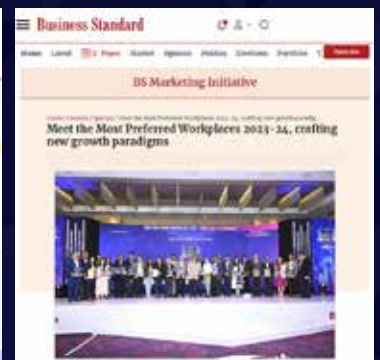 Business Standard
Home Latest E-Paper Market Opinion Politics Elections Portfolio
BS Marketing Initiative
Meet the Most Preferred Workplaces 2023-24, crafting
new growth paradigms